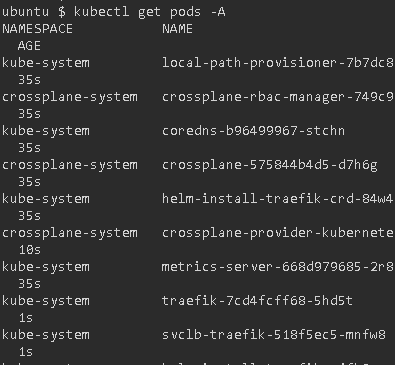 ubuntu $ kubectl get pods -A
NAMESPACE NAME
AGE
kube-system local-path-provisioner-7b7dc8
35s
crossplane-system crossplane-rbac-manager-749c9
35s
kube-system coredns-b96499967-stchn
35s
crossplane-system crossplane-575844b4d5-d7h6g
35s
kube-system helm-install-traefik-crd-84w4
35s
crossplane-system crossplane-provider-kubernete
10s
kube-system metrics-server-668d979685-2r8
35s
kube-system traefik-7cd4fcff68-5hd5t
1s
kube-system svclb-traefik-518f5ec5-mnfw8
1s